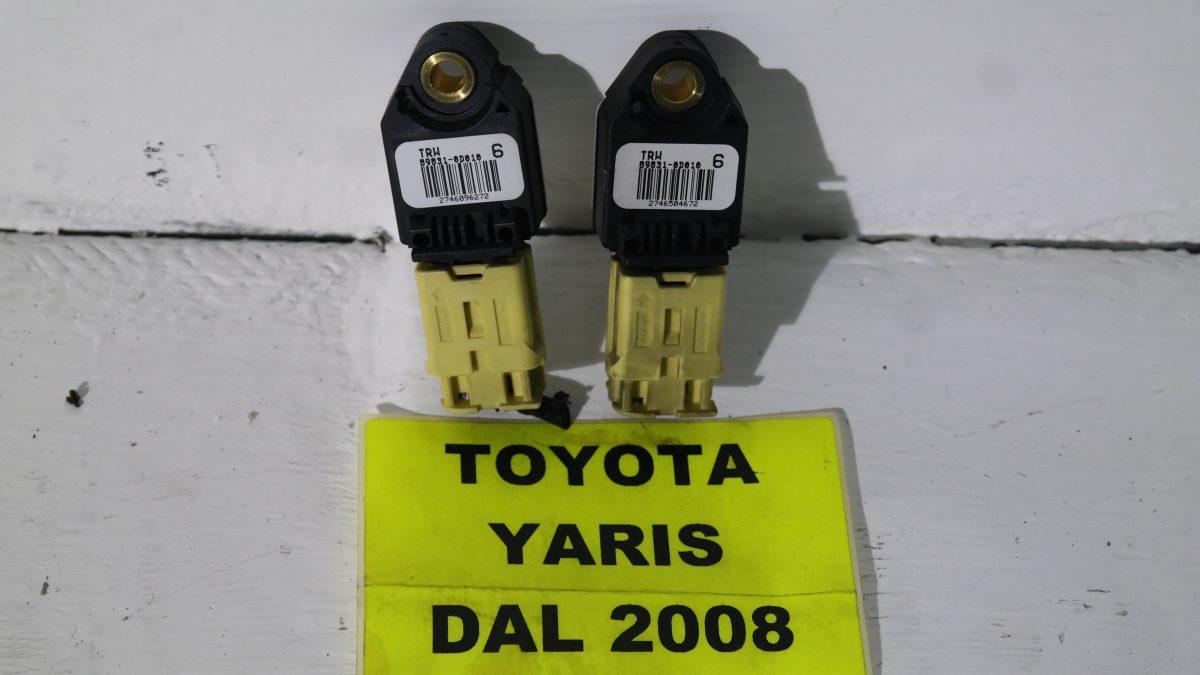 TRW 6
89831-0D010
2746096272
TRW 6
89831-0D010
2746504672
TOYOTA
YARIS
DAL 2008